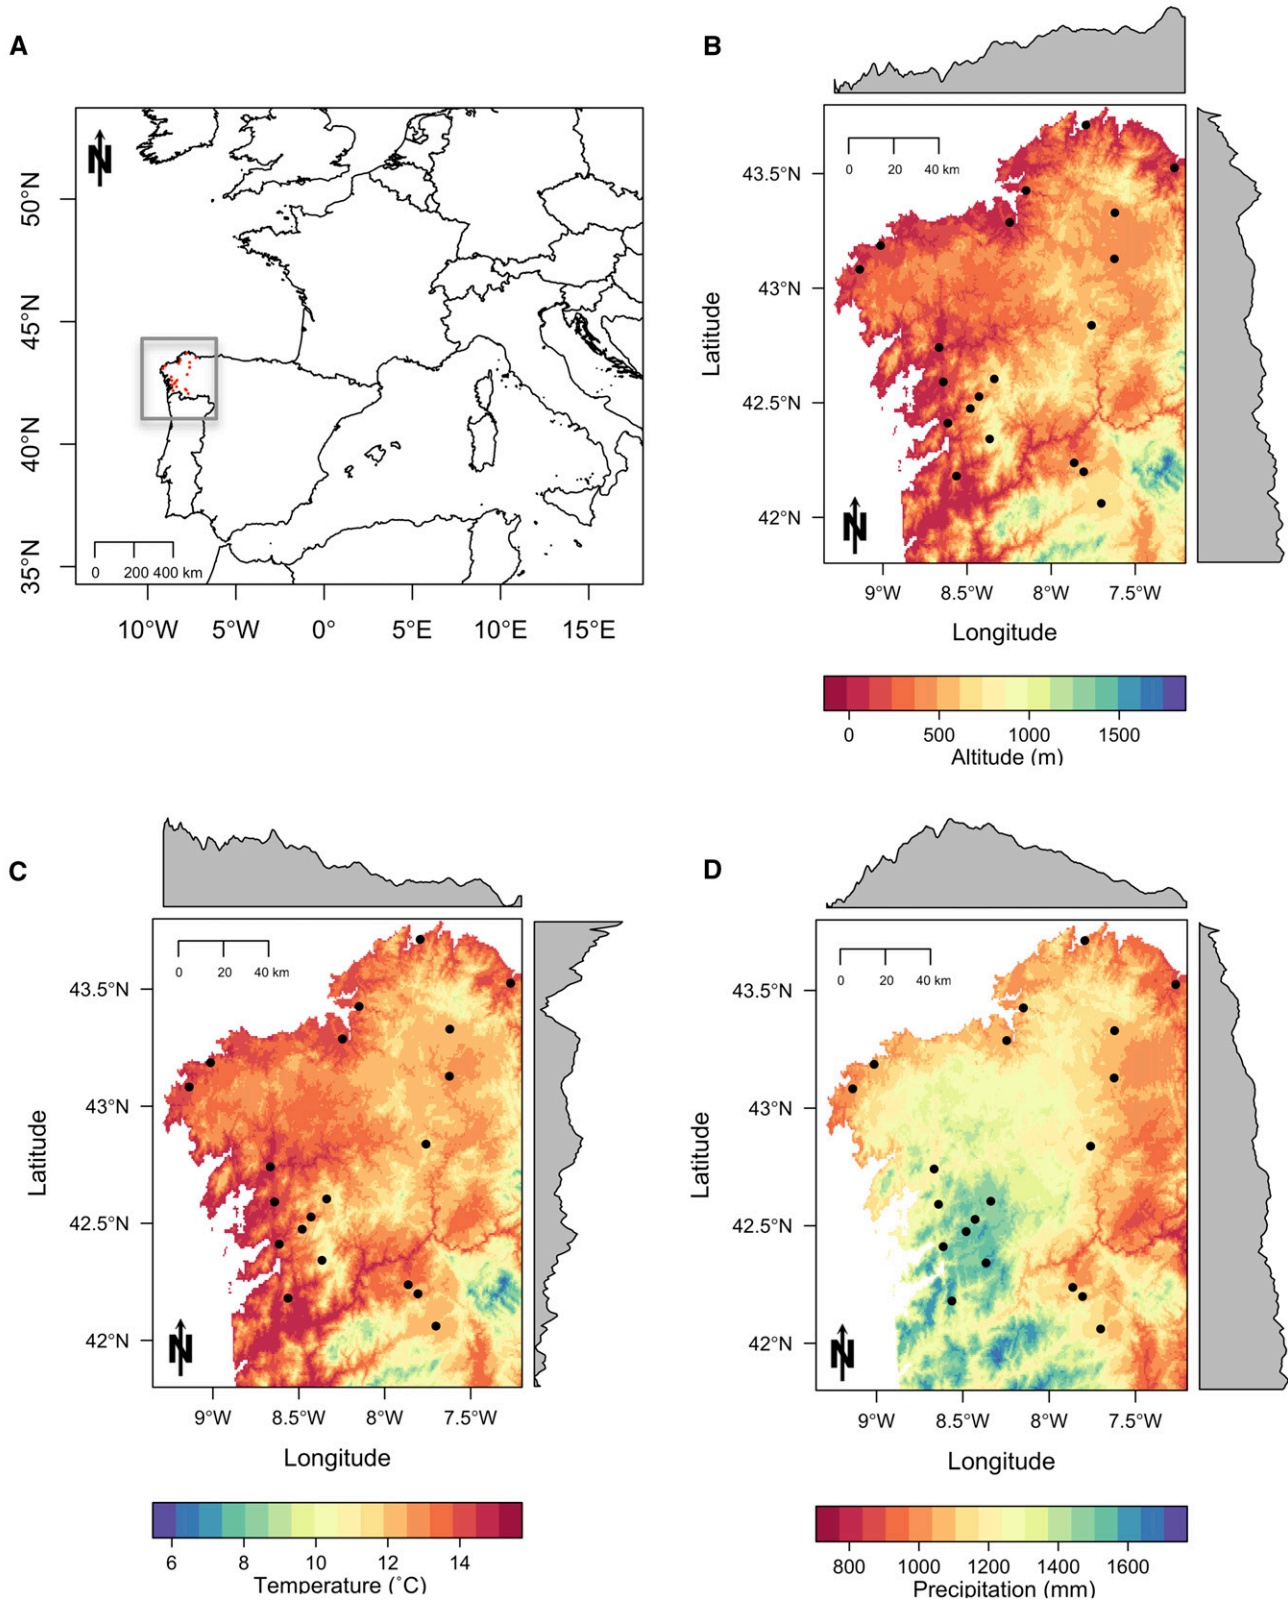 A
N
50°N
45°N
40°N
35°N
0 200 400 km
10°W 5°W 0° 5°E 10°E 15°E
B
0 20 40 km
43.5°N
43°N
42.5°N
42°N
Latitude
N
9°W 8.5°W 8°W 7.5°W
Longitude
0 500 1000 1500
Altitude (m)
C
0 20 40 km
43.5°N
43°N
42.5°N
42°N
Latitude
N
9°W 8.5°W 8°W 7.5°W
Longitude
6 8 10 12 14
Temperature (˚C)
D
0 20 40 km
43.5°N
43°N
42.5°N
42°N
Latitude
N
9°W 8.5°W 8°W 7.5°W
Longitude
800 1000 1200 1400 1600
Precipitation (mm)